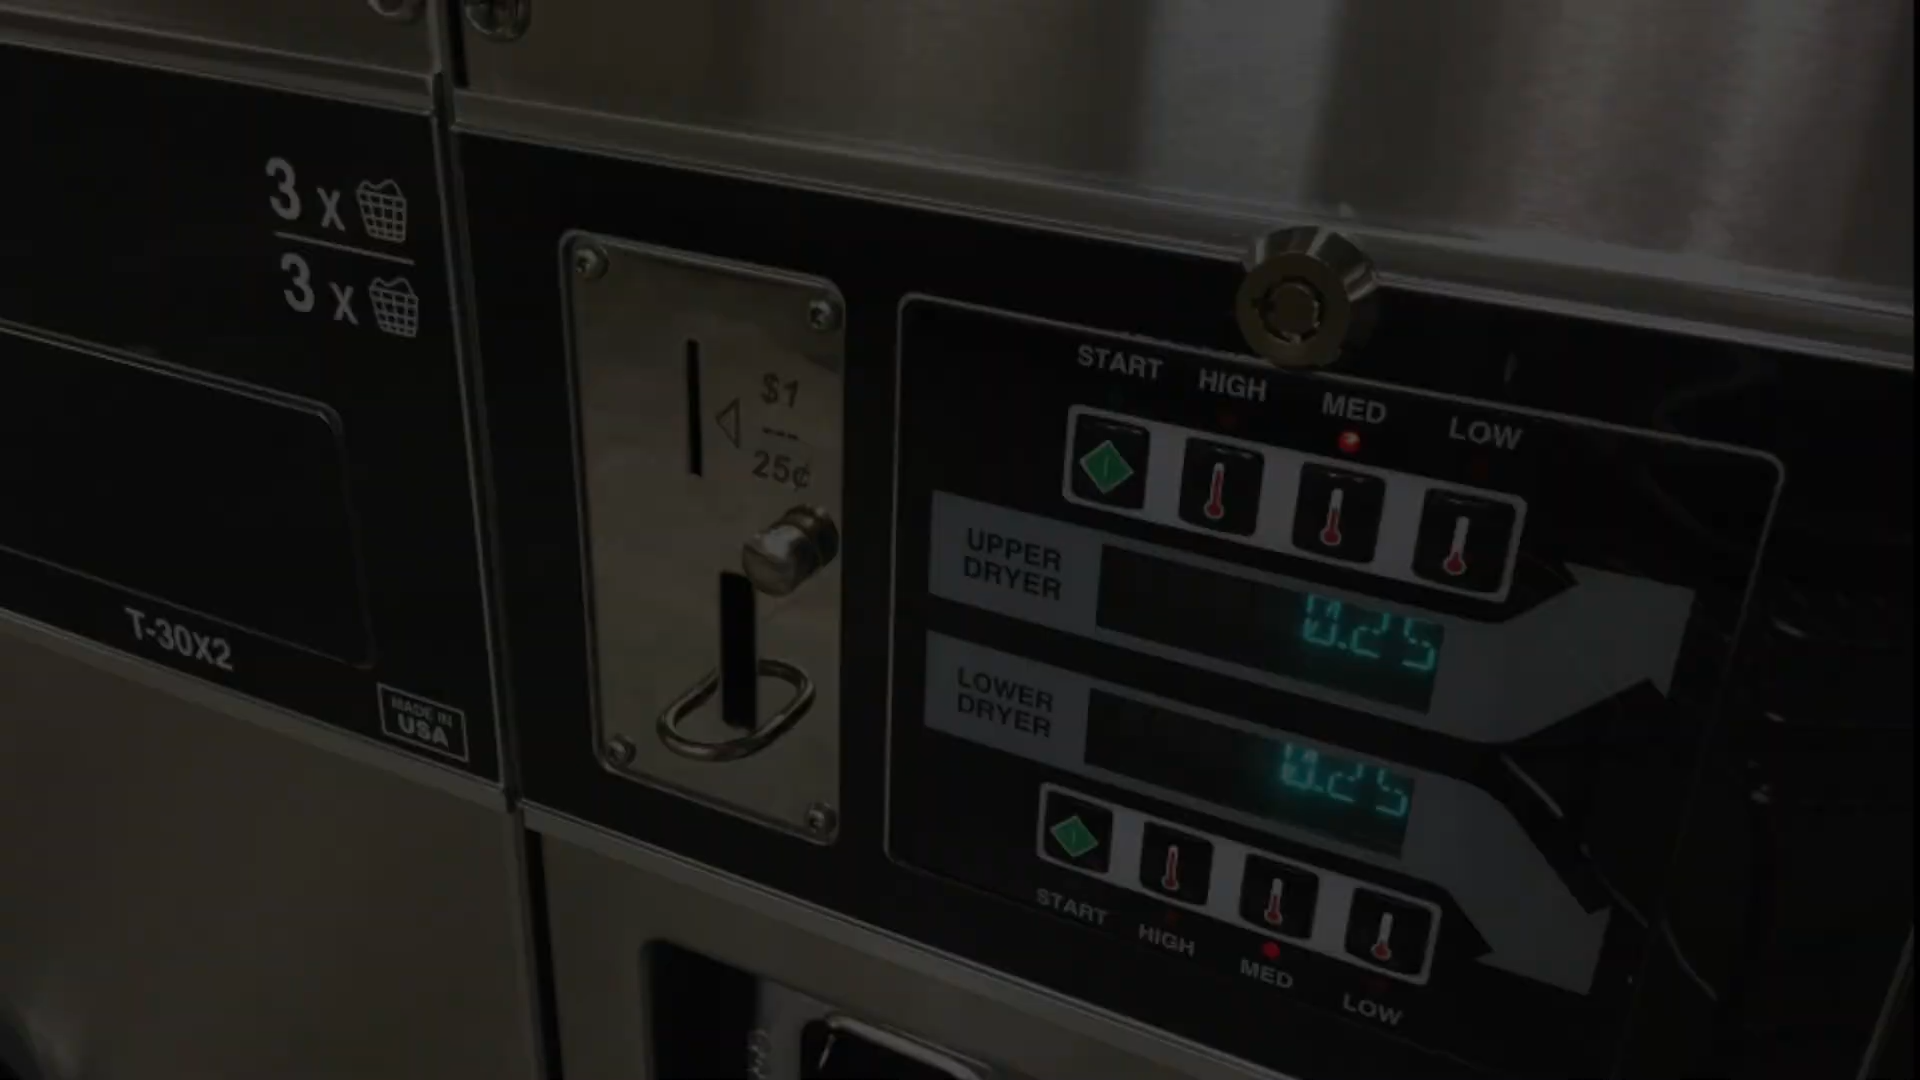 3 x
3 x
T-30X2
MADE IN
USA
$1
25¢
START HIGH MED LOW
UPPER
DRYER
0.25
LOWER
DRYER
0.25
START HIGH MED LOW